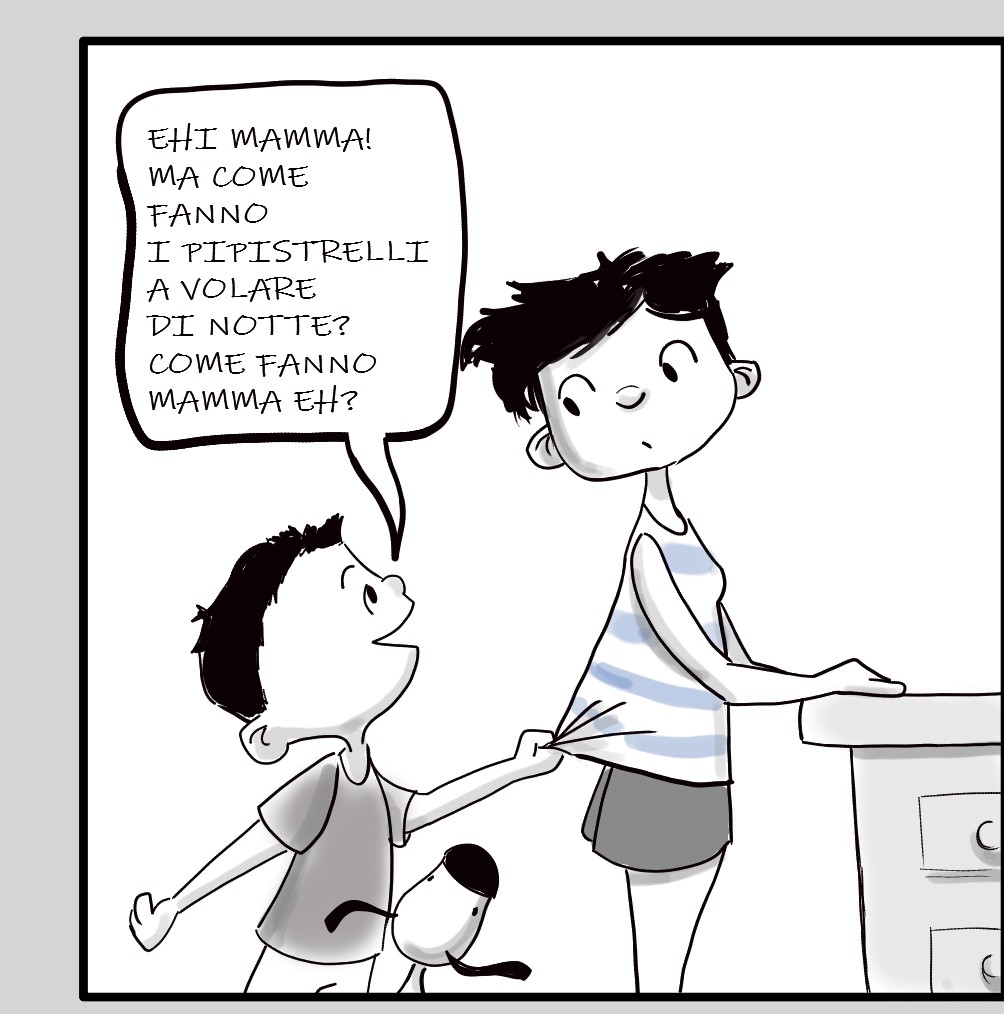 EHI MAMMA!
MA COME
FANNO
I PIPISTRELLI
A VOLARE
DI NOTTE?
COME FANNO
MAMMA EH?